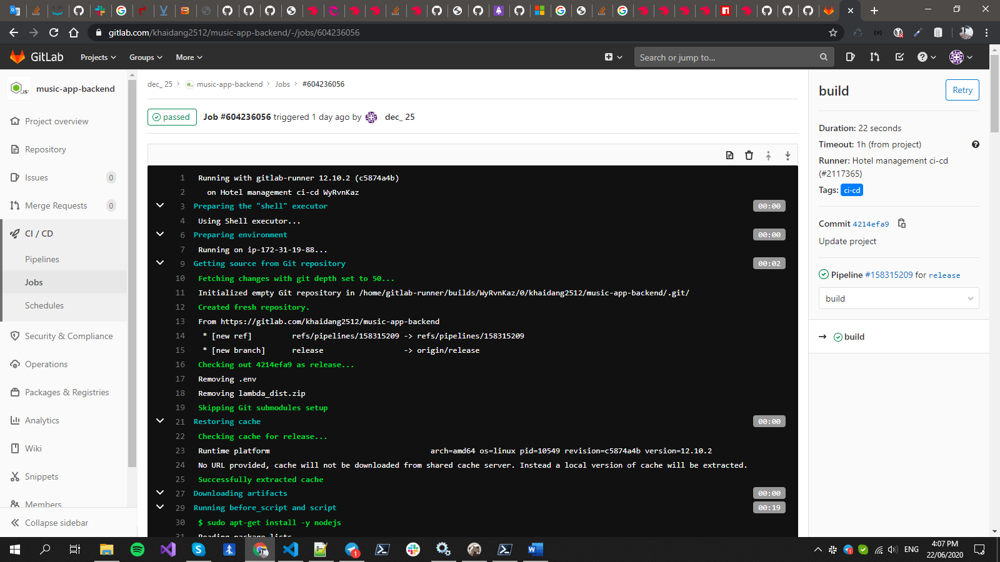 gitlab.com/khaidang2512/music-app-backend/-/jobs/604236056
GitLab
Projects
Groups
More
Search or jump to...
JS
music-app-backend
Project overview
Repository
Issues 0
Merge Requests 0
CI / CD
Pipelines
Jobs
Schedules
Security & Compliance
Operations
Packages & Registries
Analytics
Wiki
Snippets
Members
Collapse sidebar
dec_ 25 > music-app-backend > Jobs > #604236056
passed Job #604236056 triggered 1 day ago by dec_ 25
1 Running with gitlab-runner 12.10.2 (c5874a4b)
2 on Hotel management ci-cd WyRvnKaz
3 Preparing the "shell" executor 00:00
4 Using Shell executor...
6 Preparing environment 00:00
7 Running on ip-172-31-19-88...
9 Getting source from Git repository 00:02
10 Fetching changes with git depth set to 50...
11 Initialized empty Git repository in /home/gitlab-runner/builds/WyRvnKaz/0/khaidang2512/music-app-backend/.git/
12 Created fresh repository.
13 From https://gitlab.com/khaidang2512/music-app-backend
14 * [new ref] refs/pipelines/158315209 -> refs/pipelines/158315209
15 * [new branch] release -> origin/release
16 Checking out 4214efa9 as release...
17 Removing .env
18 Removing lambda_dist.zip
19 Skipping Git submodules setup
21 Restoring cache 00:00
22 Checking cache for release...
23 Runtime platform arch=amd64 os=linux pid=10549 revision=c5874a4b version=12.10.2
24 No URL provided, cache will not be downloaded from shared cache server. Instead a local version of cache will be extracted.
25 Successfully extracted cache
27 Downloading artifacts 00:00
29 Running before_script and script 00:19
30 $ sudo apt-get install -y nodejs
31 Reading package lists
build
Retry
Duration: 22 seconds
Timeout: 1h (from project)
Runner: Hotel management ci-cd
(#2117365)
Tags: ci-cd
Commit 4214efa9
Update project
Pipeline #158315209 for release
build
→ build
ENG
4:07 PM
22/06/2020